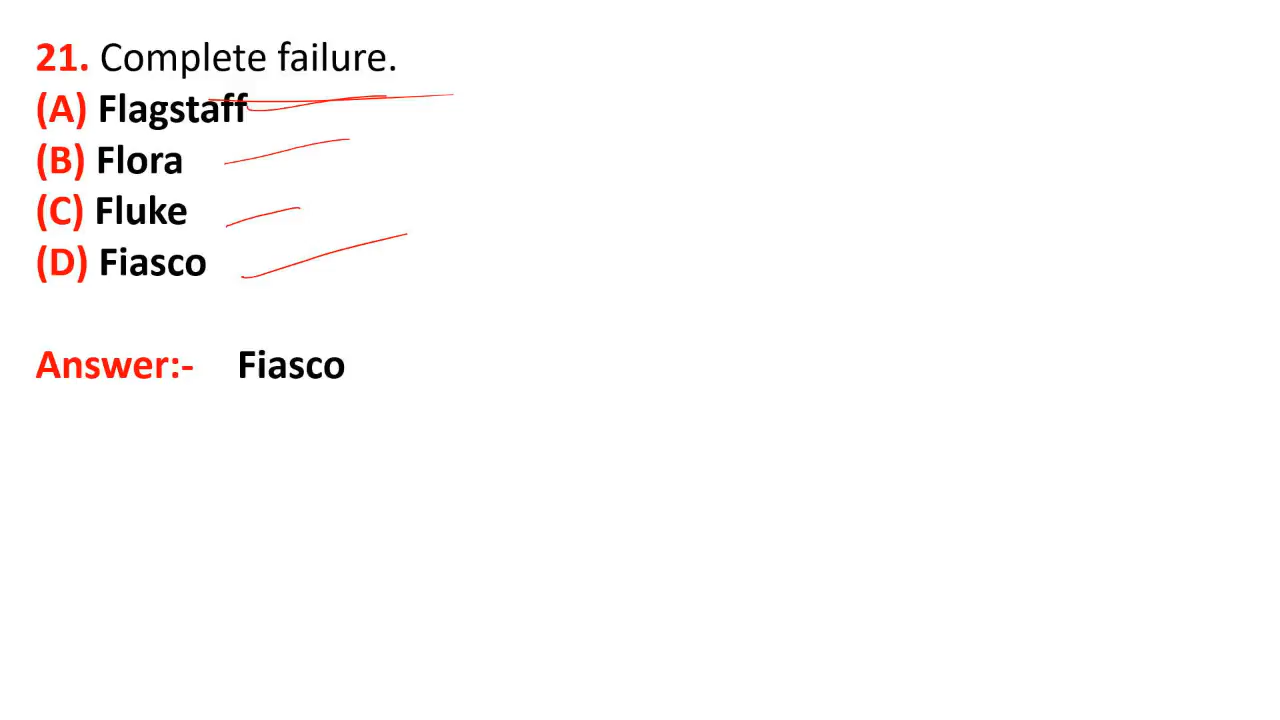 21. Complete failure.
(A) Flagstaff
(B) Flora
(C) Fluke
(D) Fiasco
Answer:- Fiasco